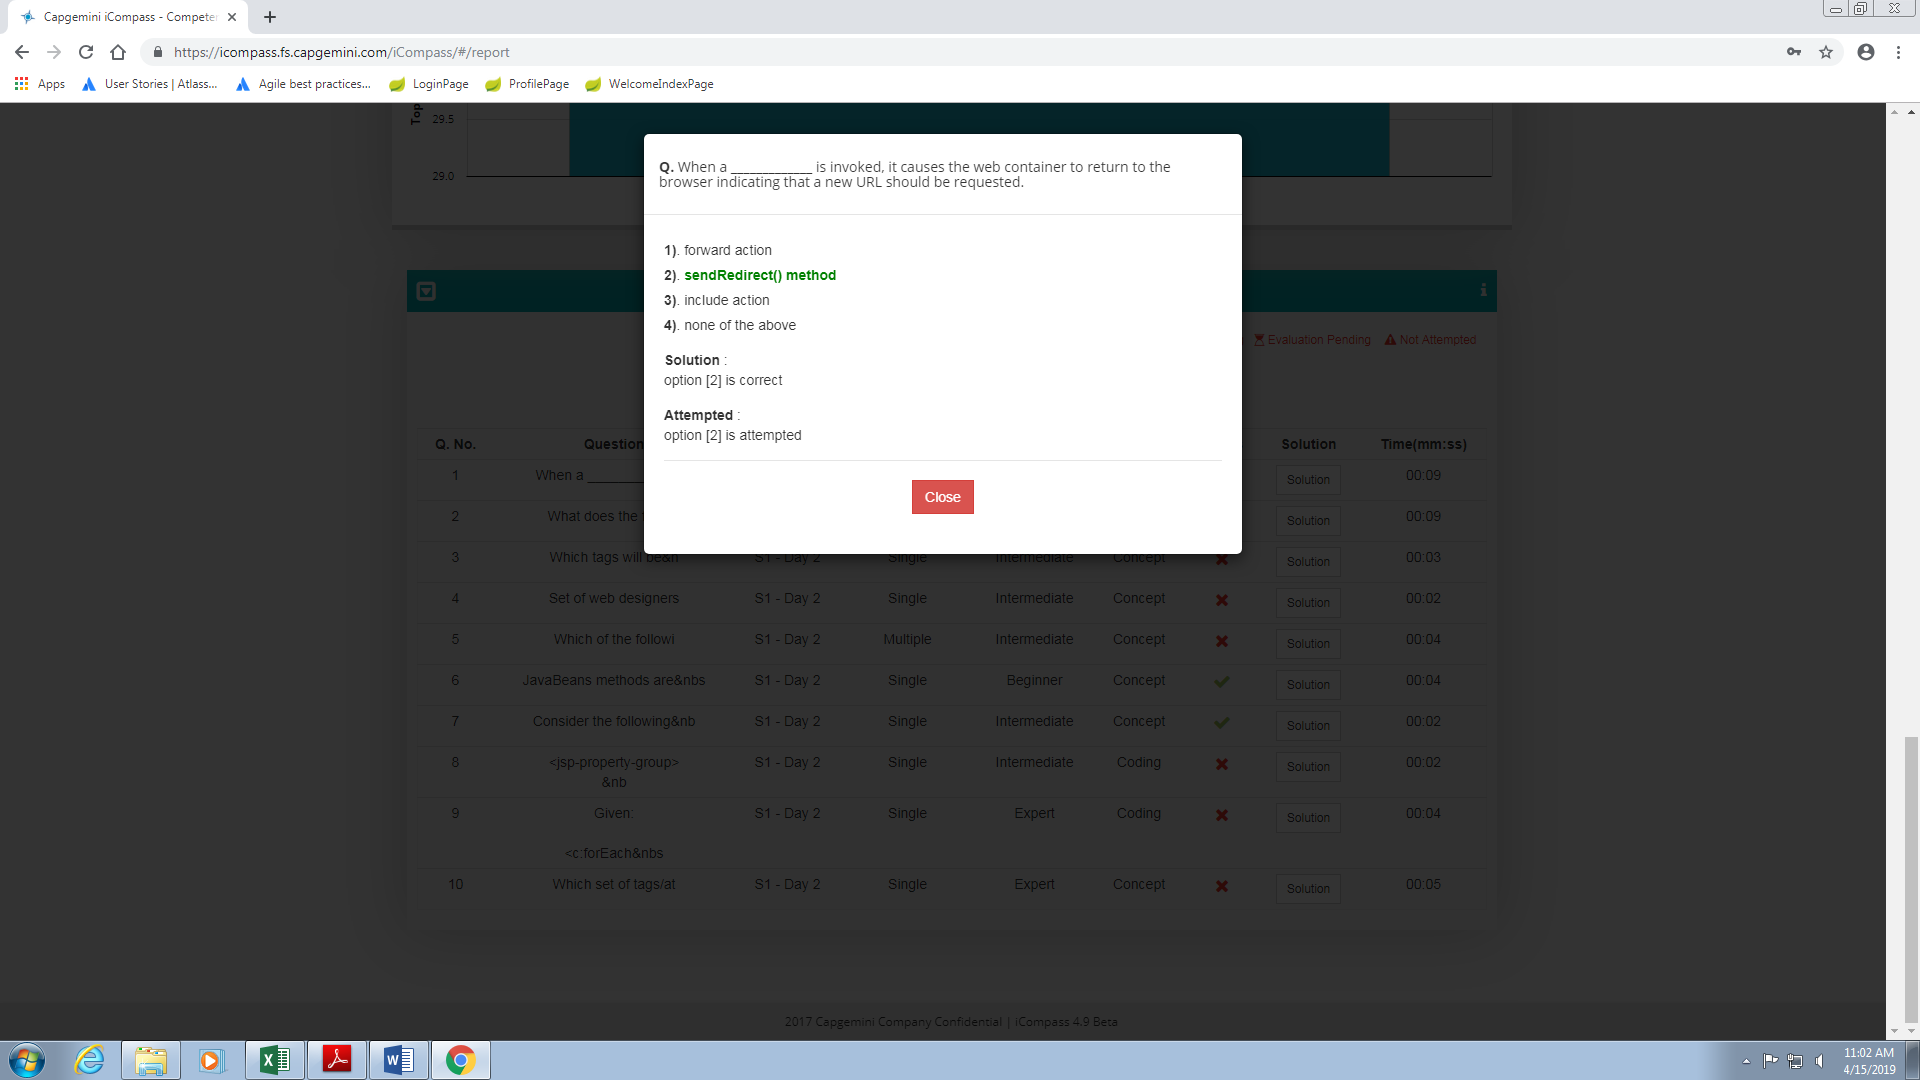 Capgemini iCompass - Competer
https://icompass.fs.capgemini.com/iCompass/#/report
Apps
User Stories | Atlass...
Agile best practices...
LoginPage
ProfilePage
WelcomeIndexPage
Top
29.5
29.0
Q. When a ____________ is invoked, it causes the web container to return to the
browser indicating that a new URL should be requested.
1). forward action
2). sendRedirect() method
3). include action
4). none of the above
Solution :
option [2] is correct
Attempted :
option [2] is attempted
Close
Evaluation Pending Not Attempted
Q. No. Question Solution Time(mm:ss)
1 When a ________ Solution 00:09
2 What does the Solution 00:09
3 Which tags will be&n S1 - Day 2 Single Intermediate Concept Solution 00:03
4 Set of web designers S1 - Day 2 Single Intermediate Concept Solution 00:02
5 Which of the followi S1 - Day 2 Multiple Intermediate Concept Solution 00:04
6 JavaBeans methods are&nbs S1 - Day 2 Single Beginner Concept Solution 00:04
7 Consider the following&nb S1 - Day 2 Single Intermediate Concept Solution 00:02
8 <jsp-property-group> S1 - Day 2 Single Intermediate Coding Solution 00:02
&nb
9 Given: S1 - Day 2 Single Expert Coding Solution 00:04
<c:forEach&nbs
10 Which set of tags/at S1 - Day 2 Single Expert Concept Solution 00:05
2017 Capgemini Company Confidential | iCompass 4.9 Beta
11:02 AM
4/15/2019